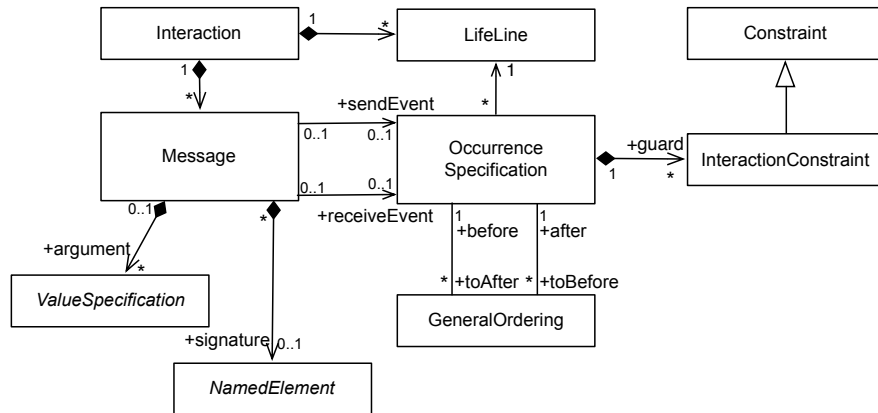 Interaction
1
*
LifeLine
Constraint
1
*
1
*
+sendEvent
0..1
0..1
Message
Occurrence
Specification
+guard
1
*
InteractionConstraint
0..1
0..1
+receiveEvent
0..1
*
1
+before
1
+after
+argument
*
ValueSpecification
*
+toAfter
*
+toBefore
GeneralOrdering
+signature
0..1
NamedElement